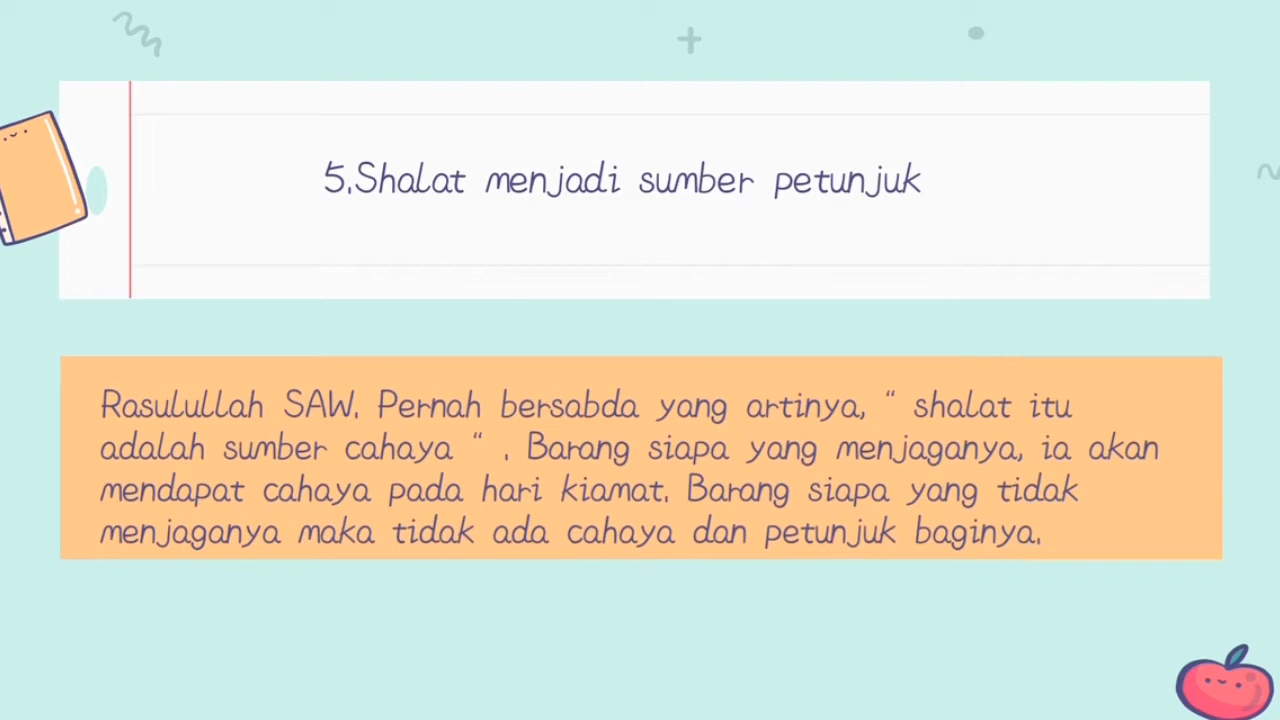 5.Shalat menjadi sumber petunjuk
Rasulullah SAW. Pernah bersabda yang artinya, “ shalat itu
adalah sumber cahaya “ . Barang siapa yang menjaganya, ia akan
mendapat cahaya pada hari kiamat. Barang siapa yang tidak
menjaganya maka tidak ada cahaya dan petunjuk baginya.